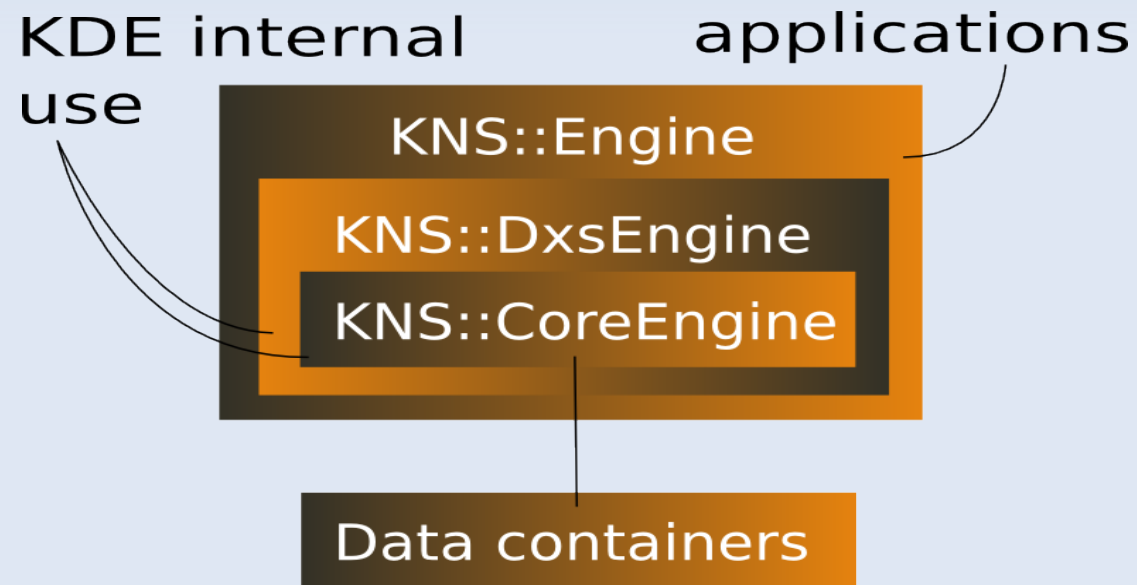 KDE internal
use
applications
KNS::Engine
KNS::DxsEngine
KNS::CoreEngine
Data containers